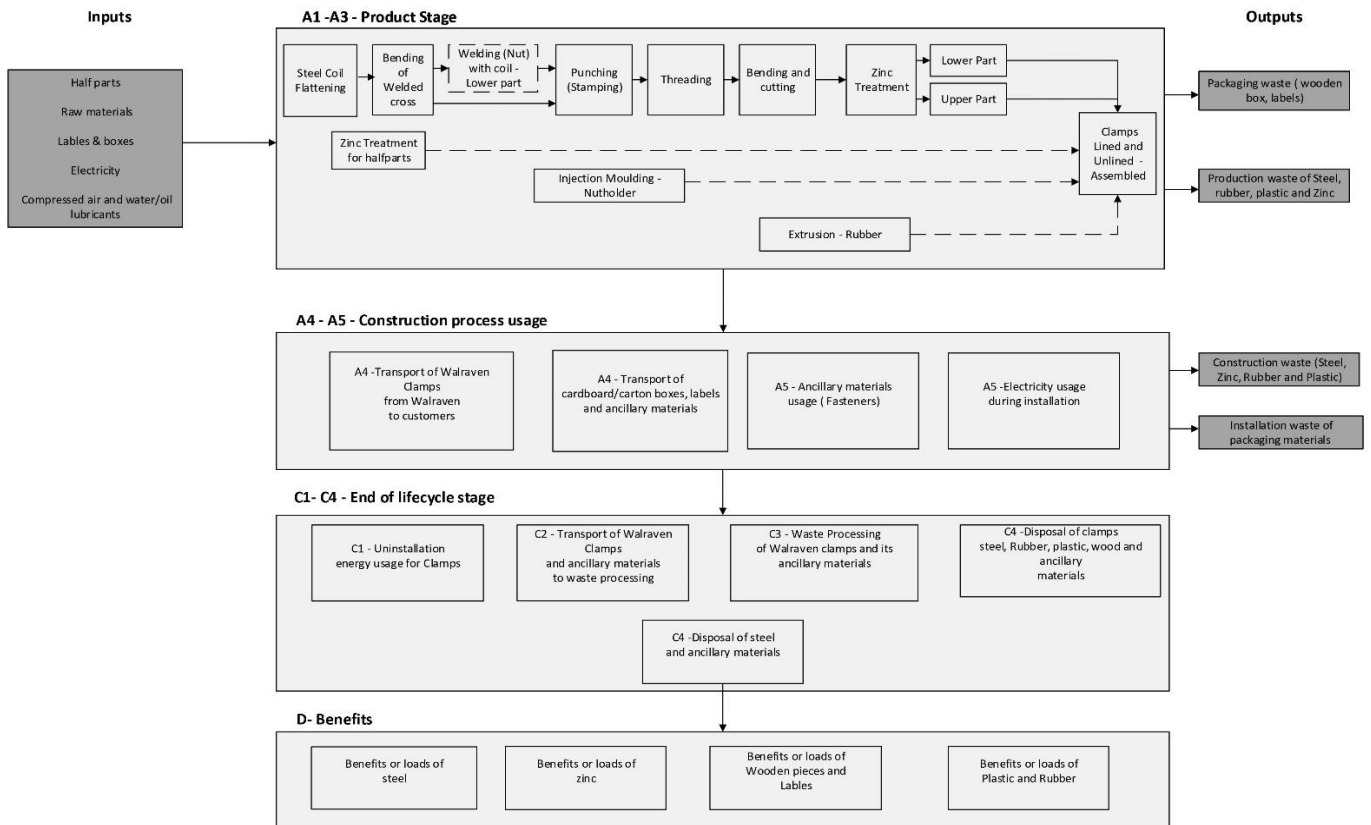 Inputs
A1 -A3 - Product Stage
Outputs
Half parts
Raw materials
Lables & boxes
Electricity
Compressed air and water/oil
lubricants
Steel Coil
Flattening
Bending
of
Welded
cross
Welding (Nut)
with coil -
Lower part
Punching
(Stamping)
Threading
Bending and
cutting
Zinc
Treatment
Lower Part
Upper Part
Clamps
Lined and
Unlined -
Assembled
Zinc Treatment
for halfparts
Injection Moulding -
Nutholder
Extrusion - Rubber
Packaging waste ( wooden
box, labels)
Production waste of Steel,
rubber, plastic and Zinc
A4 - A5 - Construction process usage
A4 -Transport of Walraven
Clamps
from Walraven
to customers
A4 - Transport of
cardboard/carton boxes, labels
and ancillary materials
A5 - Ancillary materials
usage ( Fasteners)
A5 -Electricity usage
during installation
Construction waste (Steel,
Zinc, Rubber and Plastic)
Installation waste of
packaging materials
C1- C4 - End of lifecycle stage
C1 - Uninstallation
energy usage for Clamps
C2 - Transport of Walraven
Clamps
and ancillary materials
to waste processing
C3 - Waste Processing
of Walraven clamps and its
ancillary materials
C4 -Disposal of clamps
steel, Rubber, plastic, wood and
ancillary
materials
C4 -Disposal of steel
and ancillary materials
D- Benefits
Benefits or loads of
steel
Benefits or loads of
zinc
Benefits or loads of
Wooden pieces and
Lables
Benefits or loads of
Plastic and Rubber